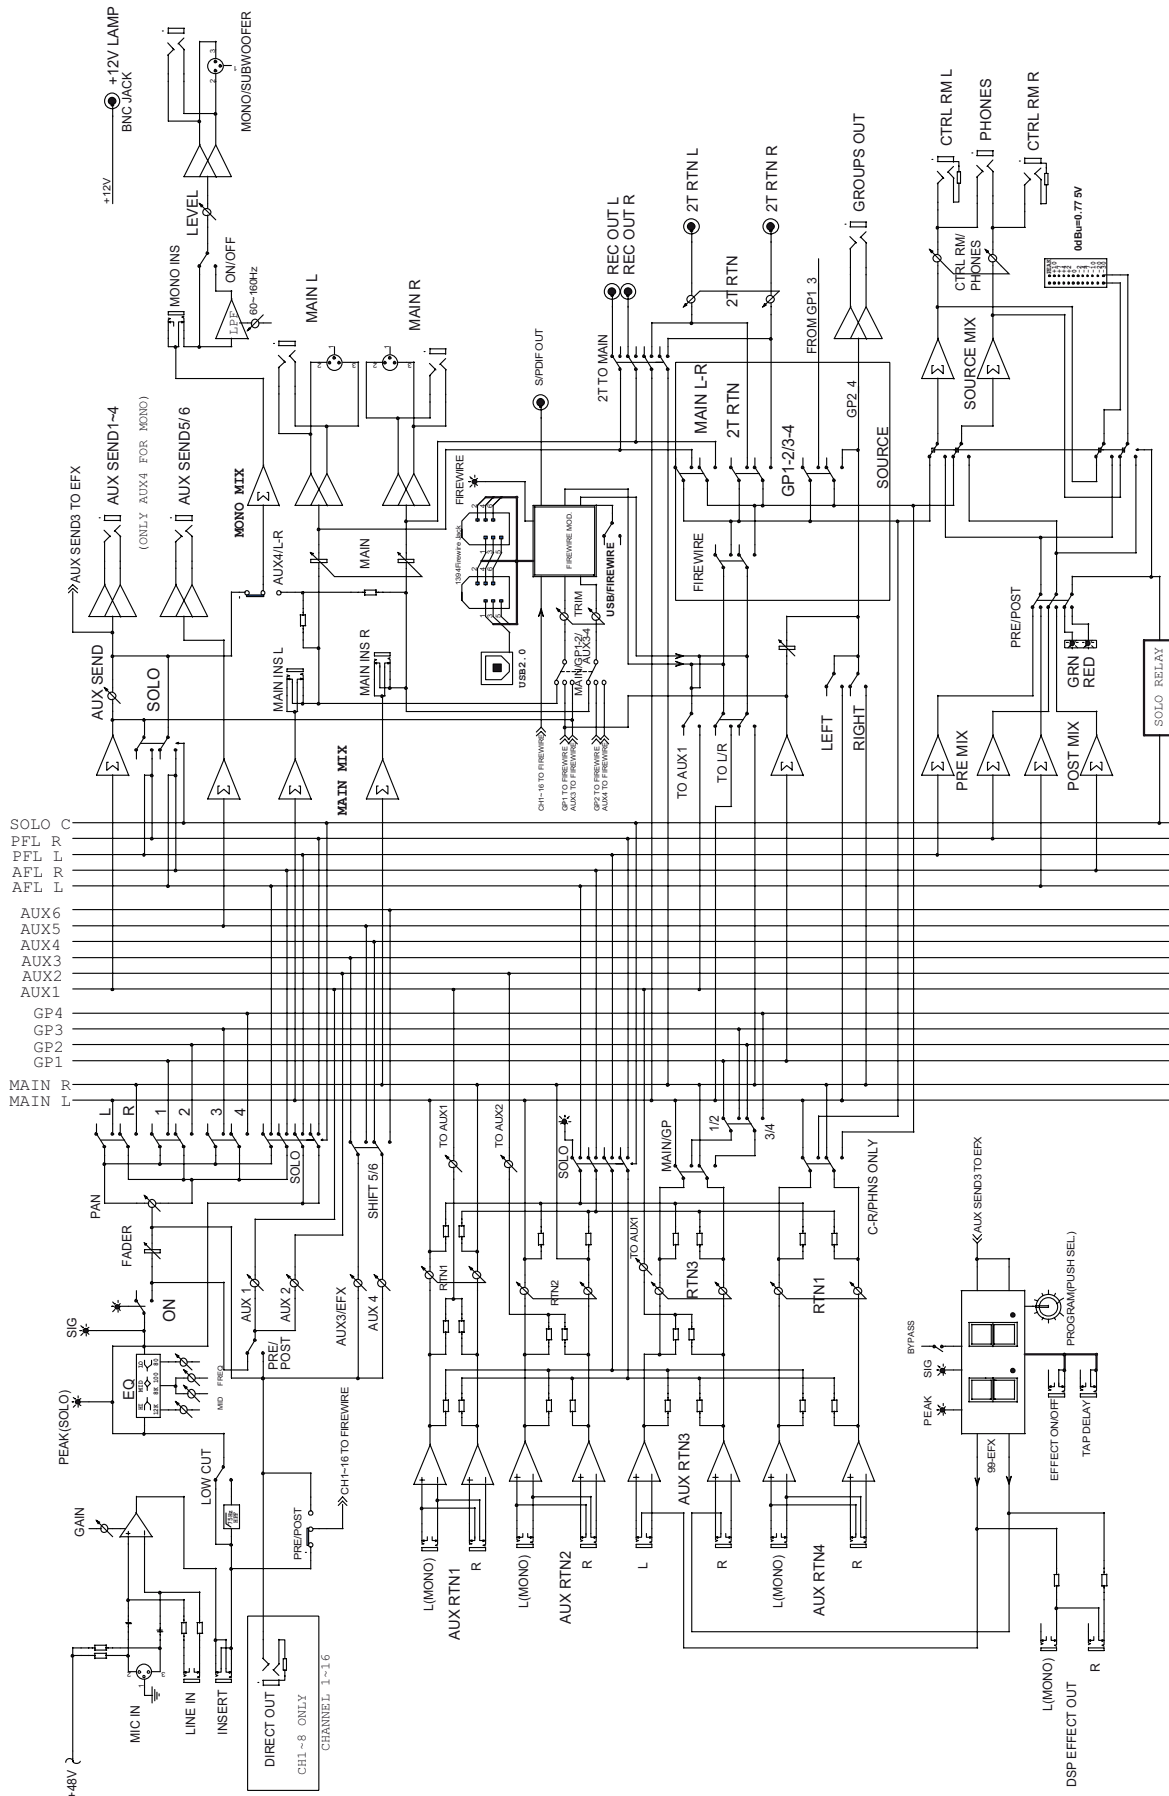 +12V LAMP
BNC JACK
+12V
MONO/SUBWOOFER
LEVEL
MONO INS
ON/OFF
LPF
60~160Hz
MAIN L
MAIN R
AUX SEND3 TO EFX
AUX SEND1~4
(ONLY AUX4 FOR MONO)
AUX SEND5/6
MONO MIX
AUX4/L-R
MAIN
AUX SEND
SOLO
MAIN INS L
MAIN INS R
MAIN MIX
Σ
Σ
Σ
Σ
Σ
S/PDIF OUT
FIREWIRE
1394Firewire Jack
FIREWIRE MOD.
USB2.0
USB/FIREWIRE
TRIM
MAIN/GP1-2/
AUX3-4
CH1~16 TO FIREWIRE
GP1 TO FIREWIRE
AUX3 TO FIREWIRE
GP2 TO FIREWIRE
AUX4 TO FIREWIRE
REC OUT L
REC OUT R
2T TO MAIN
2T RTN L
2T RTN R
2T RTN
MAIN L-R
2T RTN
GP1-2/3-4
SOURCE
FIREWIRE
FROM GP1 3
GP2 4
GROUPS OUT
TO AUX1
TO L/R
Σ
LEFT
RIGHT
CTRL RM L
PHONES
CTRL RM R
CTRL RM/
PHONES
0dBu=0.77 5V
SOURCE MIX
Σ
Σ
PRE/POST
GRN
RED
PRE MIX
POST MIX
Σ
Σ
Σ
Σ
SOLO RELAY
SOLO C
PFL R
PFL L
AFL R
AFL L
AUX6
AUX5
AUX4
AUX3
AUX2
AUX1
GP4
GP3
GP2
GP1
MAIN R
MAIN L
L
R
1
2
3
4
SOLO
PAN
FADER
ON
SIG
PEAK(SOLO)
EQ
MID
FREQ
AUX 1
AUX 2
PRE/
POST
SHIFT 5/6
AUX3/EFX
AUX 4
LOW CUT
GAIN
PRE/POST
CH1~16 TO FIREWIRE
+48V
MIC IN
LINE IN
INSERT
DIRECT OUT
CH1~8 ONLY
CHANNEL 1~16
TO AUX1
TO AUX2
RTN1
RTN2
SOLO
TO AUX1
RTN3
MAIN/GP
1/2
3/4
C-R/PHNS ONLY
RTN1
L(MONO)
AUX RTN1
R
L(MONO)
AUX RTN2
R
AUX RTN3
L
R
L(MONO)
AUX RTN4
R
AUX SEND3 TO EFX
BYPASS
SIG
PEAK
99-EFX
PROGRAM(PUSH SEL.)
EFFECT ON/OFF
TAP DELAY
L(MONO)
DSP EFFECT OUT
R